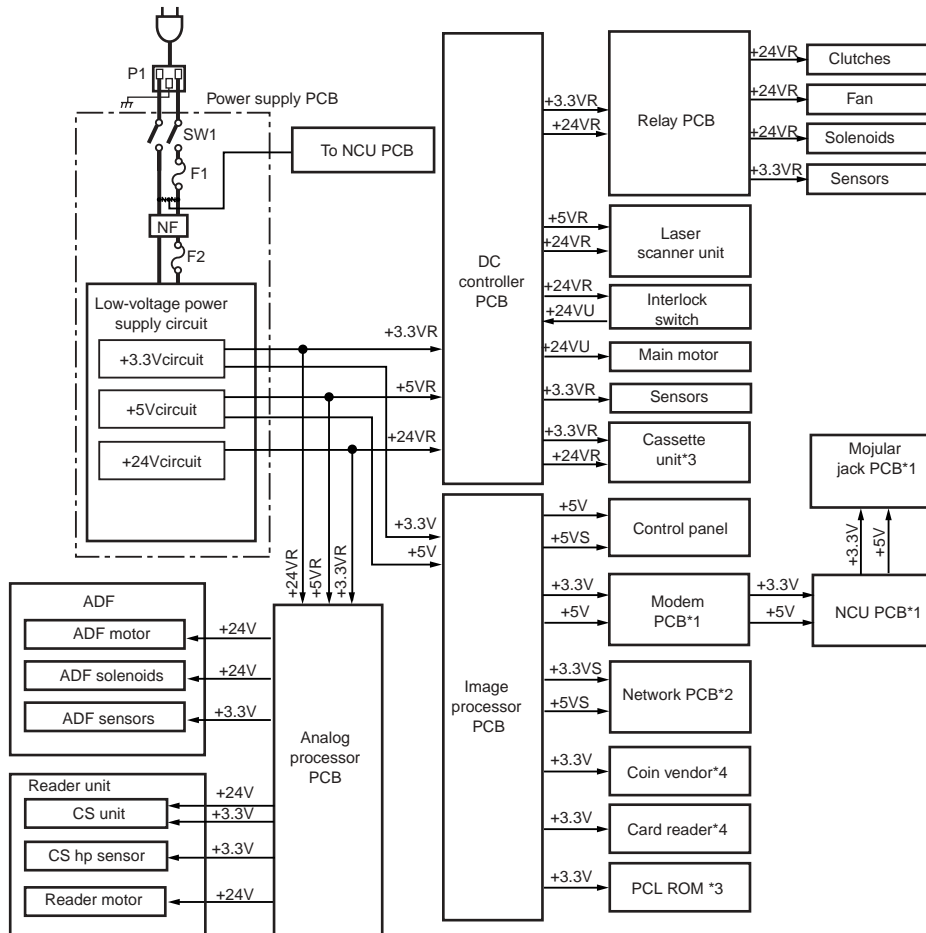 P1
Power supply PCB
SW1
F1
NF
F2
To NCU PCB
Low-voltage power
supply circuit
+3.3Vcircuit
+5Vcircuit
+24Vcircuit
+3.3VR
+5VR
+24VR
+3.3V
+5V
+24VR
+5VR
+3.3VR
DC
controller
PCB
+3.3VR
+24VR
Relay PCB
+24VR
Clutches
+24VR
Fan
+24VR
Solenoids
+3.3VR
Sensors
+5VR
+24VR
Laser
scanner unit
+24VR
+24VU
Interlock
switch
+24VU
Main motor
+3.3VR
Sensors
+3.3VR
+24VR
Cassette
unit*3
Image
processor
PCB
+5V
+5VS
Control panel
+3.3V
+5V
Modem
PCB*1
+3.3V
+5V
NCU PCB*1
+3.3V
+5V
Mojular
jack PCB*1
+3.3VS
+5VS
Network PCB*2
+3.3V
Coin vendor*4
+3.3V
Card reader*4
+3.3V
PCL ROM *3
Analog
processor
PCB
ADF
ADF motor
+24V
ADF solenoids
+24V
ADF sensors
+3.3V
Reader unit
CS unit
+24V
+3.3V
CS hp sensor
+3.3V
Reader motor
+24V